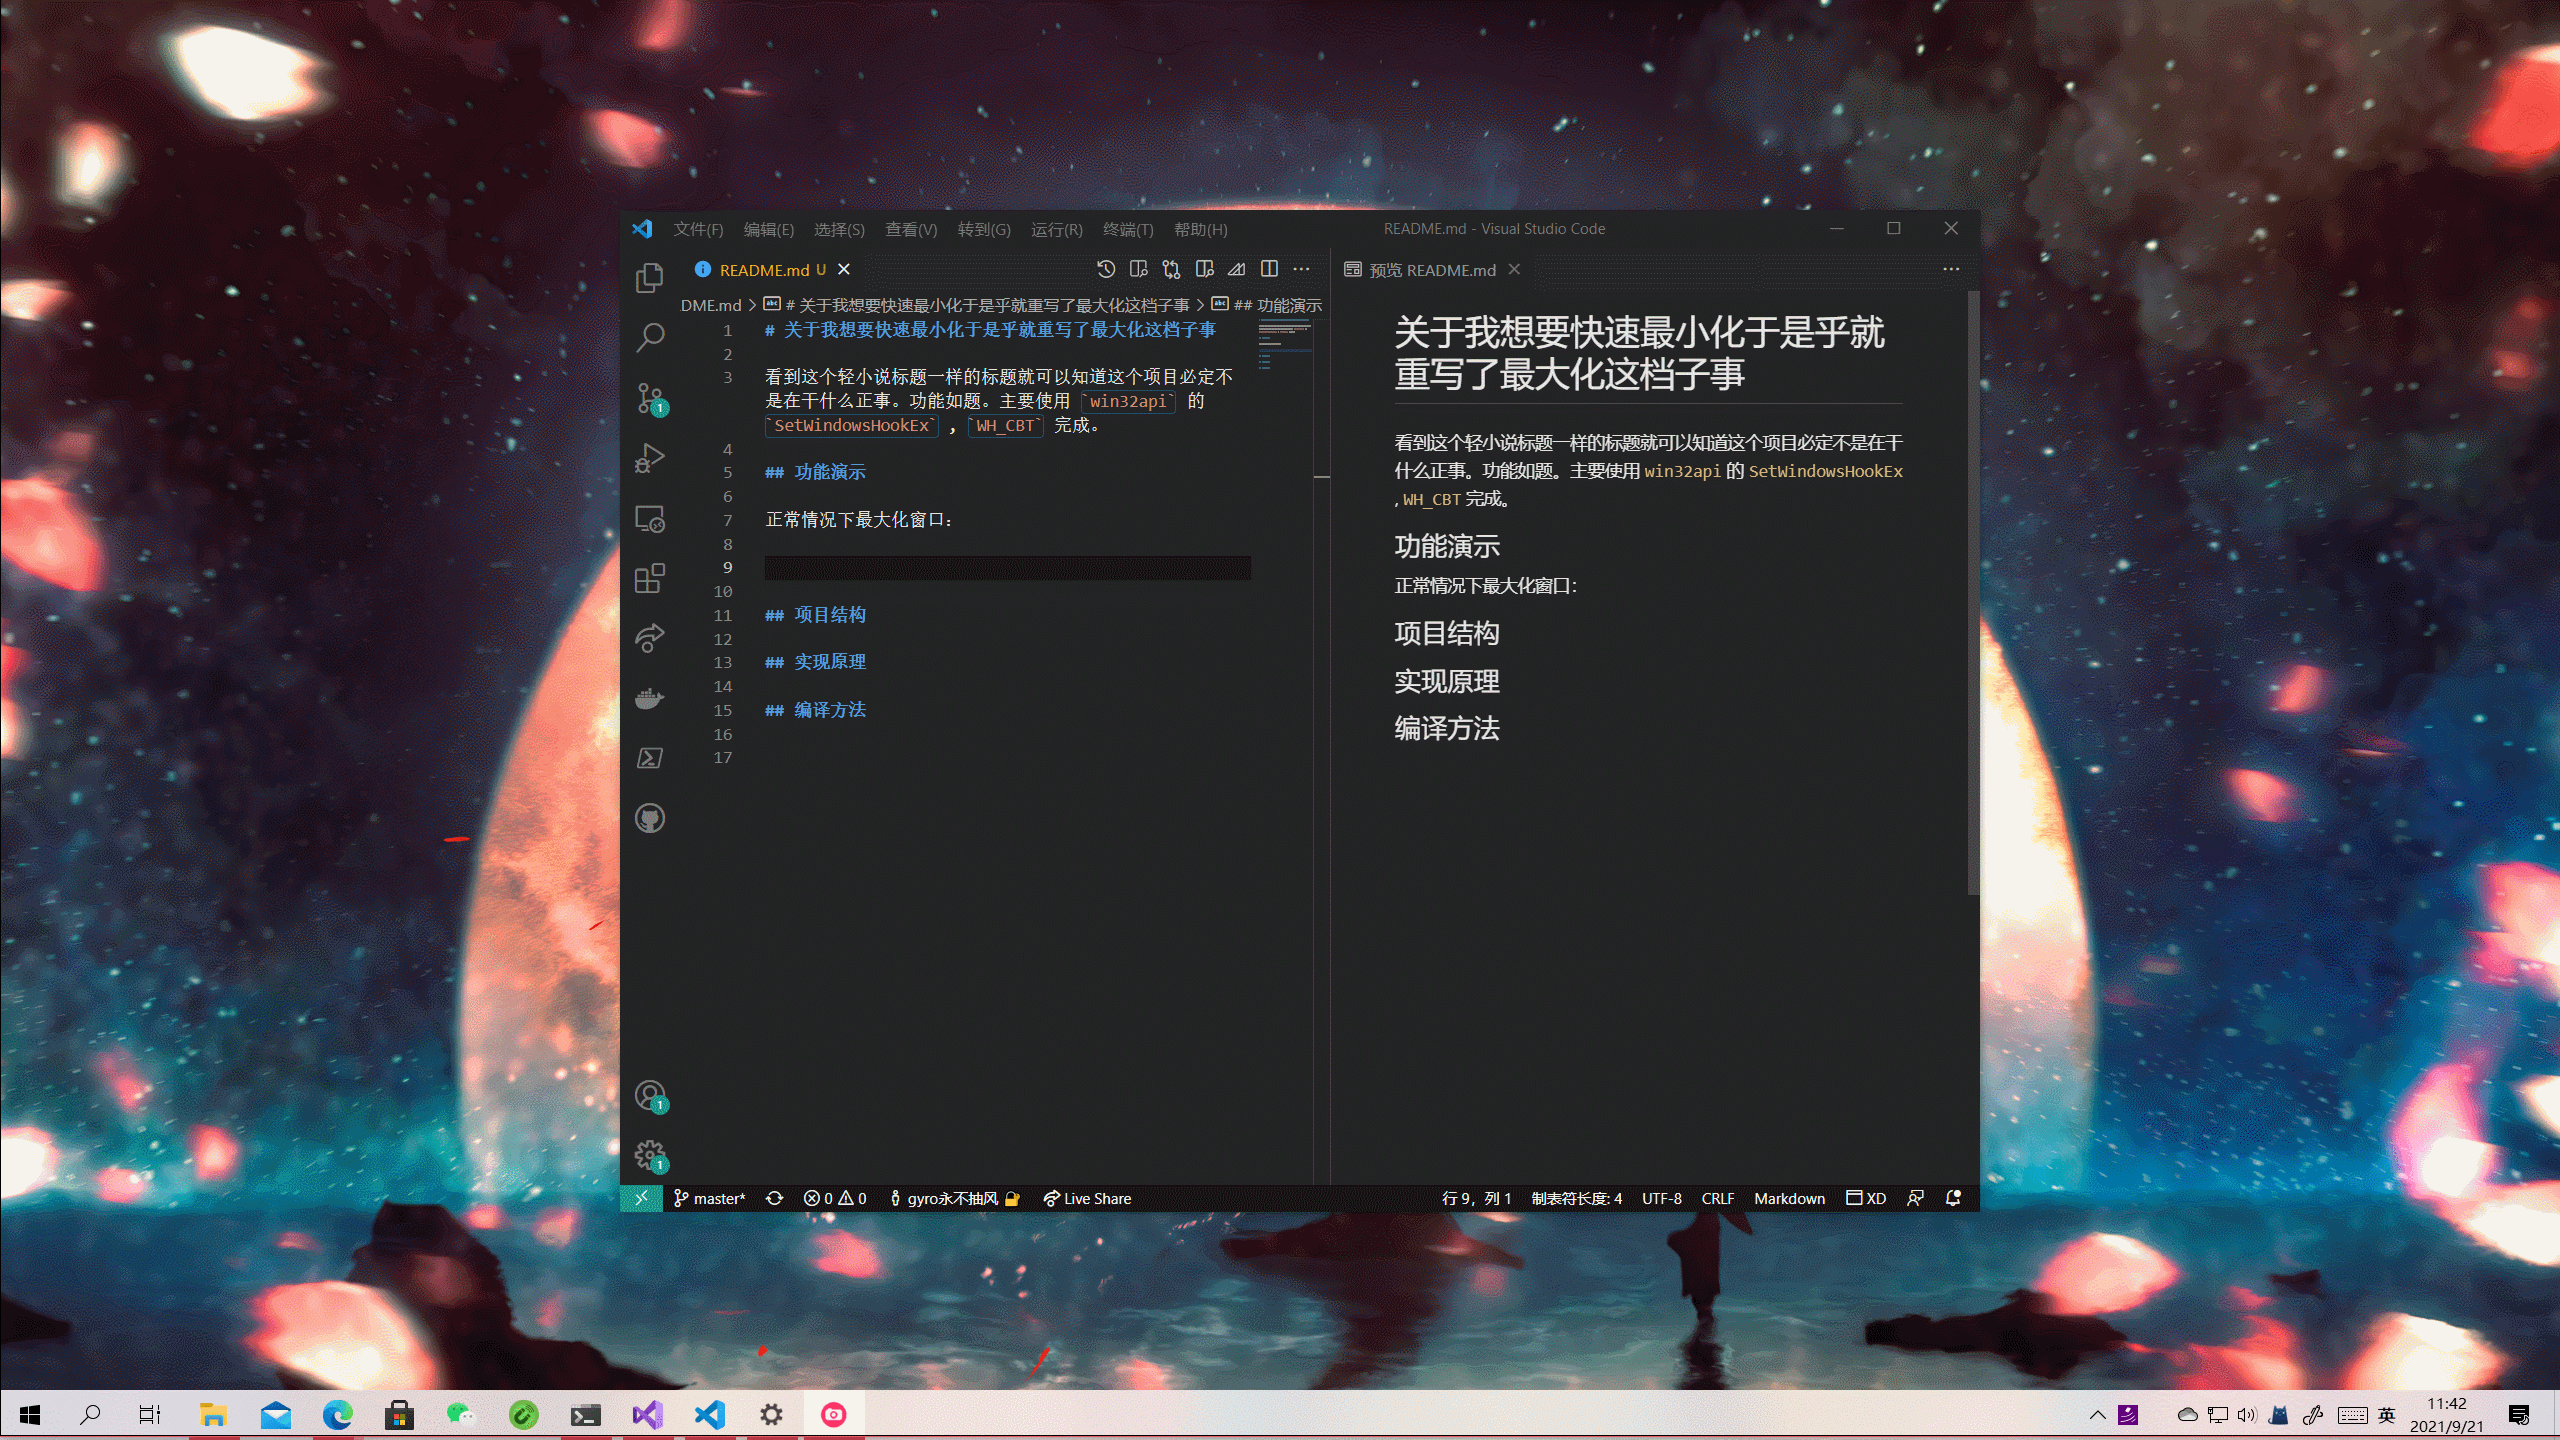 文件(F) 编辑(E) 选择(S) 查看(V) 转到(G) 运行(R) 终端(T) 帮助(H) README.md - Visual Studio Code
README.md U
DME.md > # 关于我想要快速最小化于是乎就重写了最大化这档子事 > ## 功能演示
1 # 关于我想要快速最小化于是乎就重写了最大化这档子事
2
3 看到这个轻小说标题一样的标题就可以知道这个项目必定不
是在干什么正事。功能如题。主要使用 `win32api` 的
`SetWindowsHookEx` , `WH_CBT` 完成。
4
5 ## 功能演示
6
7 正常情况下最大化窗口：
8
9
10
11 ## 项目结构
12
13 ## 实现原理
14
15 ## 编译方法
16
17
预览 README.md
关于我想要快速最小化于是乎就
重写了最大化这档子事
看到这个轻小说标题一样的标题就可以知道这个项目必定不是在干
什么正事。功能如题。主要使用 win32api 的 SetWindowsHookEx
, WH_CBT 完成。
功能演示
正常情况下最大化窗口：
项目结构
实现原理
编译方法
1
1
1
master* 0 0 gyro永不抽风 Live Share 行 9，列 1 制表符长度: 4 UTF-8 CRLF Markdown XD
英
11:42
2021/9/21